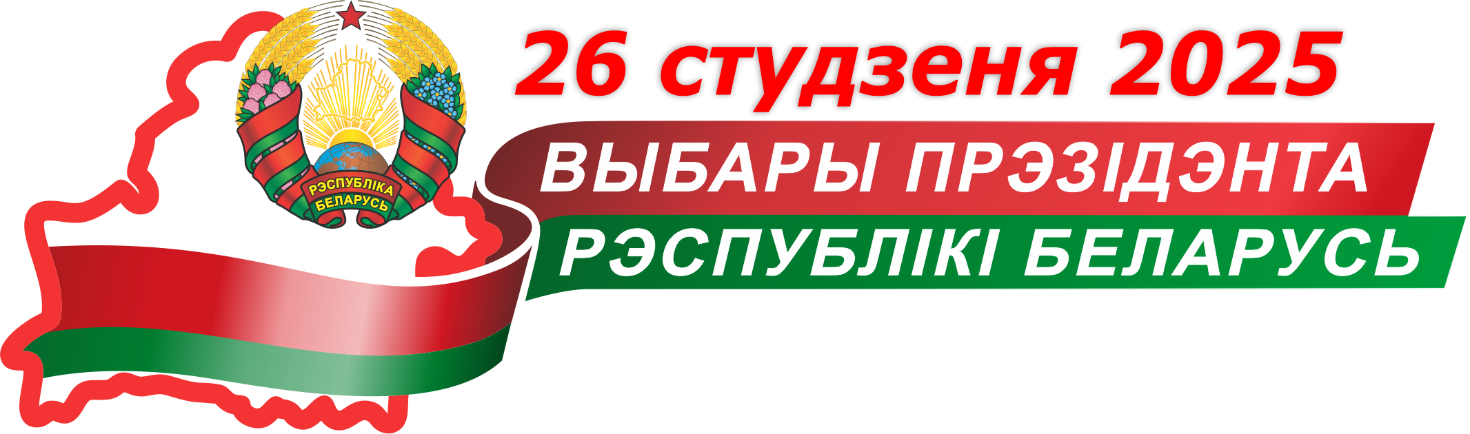 26 студзеня 2025
ВЫБАРЫ ПРЭЗІДЭНТА
РЭСПУБЛІКІ БЕЛАРУСЬ
РЭСПУБЛІКА
БЕЛАРУСЬ